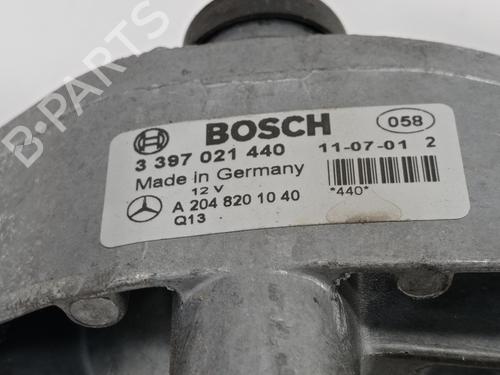 B-PARTS
BOSCH
058
3 397 021 440
11-07-01 2
Made in Germany
12 V
*440*
A 204 820 10 40
Q13